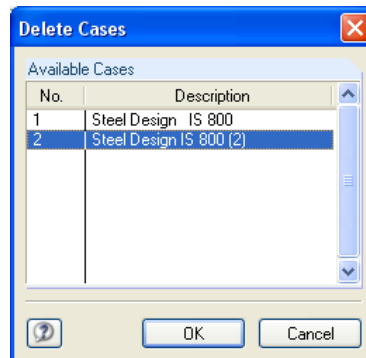 Delete Cases
Available Cases
No. Description
1 Steel Design IS 800
2 Steel Design IS 800 (2)
OK Cancel